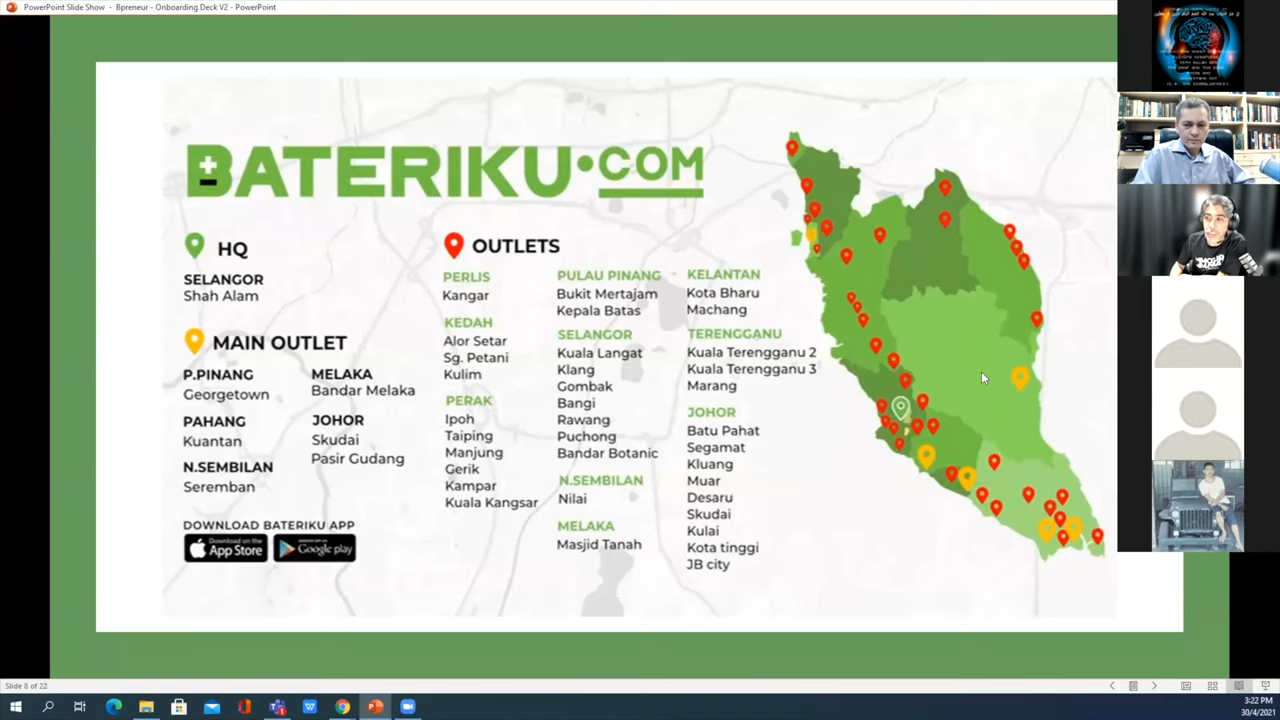 PowerPoint Slide Show - Bpreneur - Onboarding Deck V2 - PowerPoint
BATERIKU•COM
HQ
SELANGOR
Shah Alam
MAIN OUTLET
P.PINANG
Georgetown
PAHANG
Kuantan
N.SEMBILAN
Seremban
MELAKA
Bandar Melaka
JOHOR
Skudai
Pasir Gudang
DOWNLOAD BATERIKU APP
Download on the
App Store
Google play
OUTLETS
PERLIS
Kangar
KEDAH
Alor Setar
Sg. Petani
Kulim
PERAK
Ipoh
Taiping
Manjung
Gerik
Kampar
Kuala Kangsar
PULAU PINANG
Bukit Mertajam
Kepala Batas
SELANGOR
Kuala Langat
Klang
Gombak
Bangi
Rawang
Puchong
Bandar Botanic
N.SEMBILAN
Nilai
MELAKA
Masjid Tanah
KELANTAN
Kota Bharu
Machang
TERENGGANU
Kuala Terengganu 2
Kuala Terengganu 3
Marang
JOHOR
Batu Pahat
Segamat
Kluang
Muar
Desaru
Skudai
Kulai
Kota tinggi
JB city
Slide 8 of 22
3:22 PM
30/4/2021